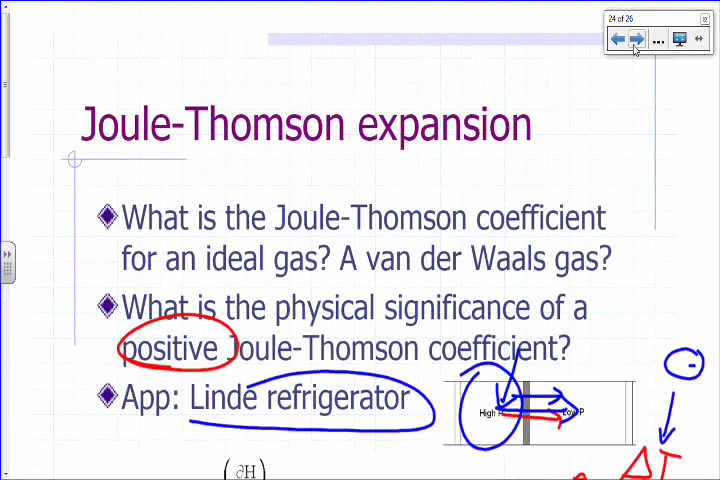 24 of 26
Joule-Thomson expansion
What is the Joule-Thomson coefficient
for an ideal gas? A van der Waals gas?
What is the physical significance of a
positive Joule-Thomson coefficient?
App: Linde refrigerator
High P Low P
ΔT
(∂H